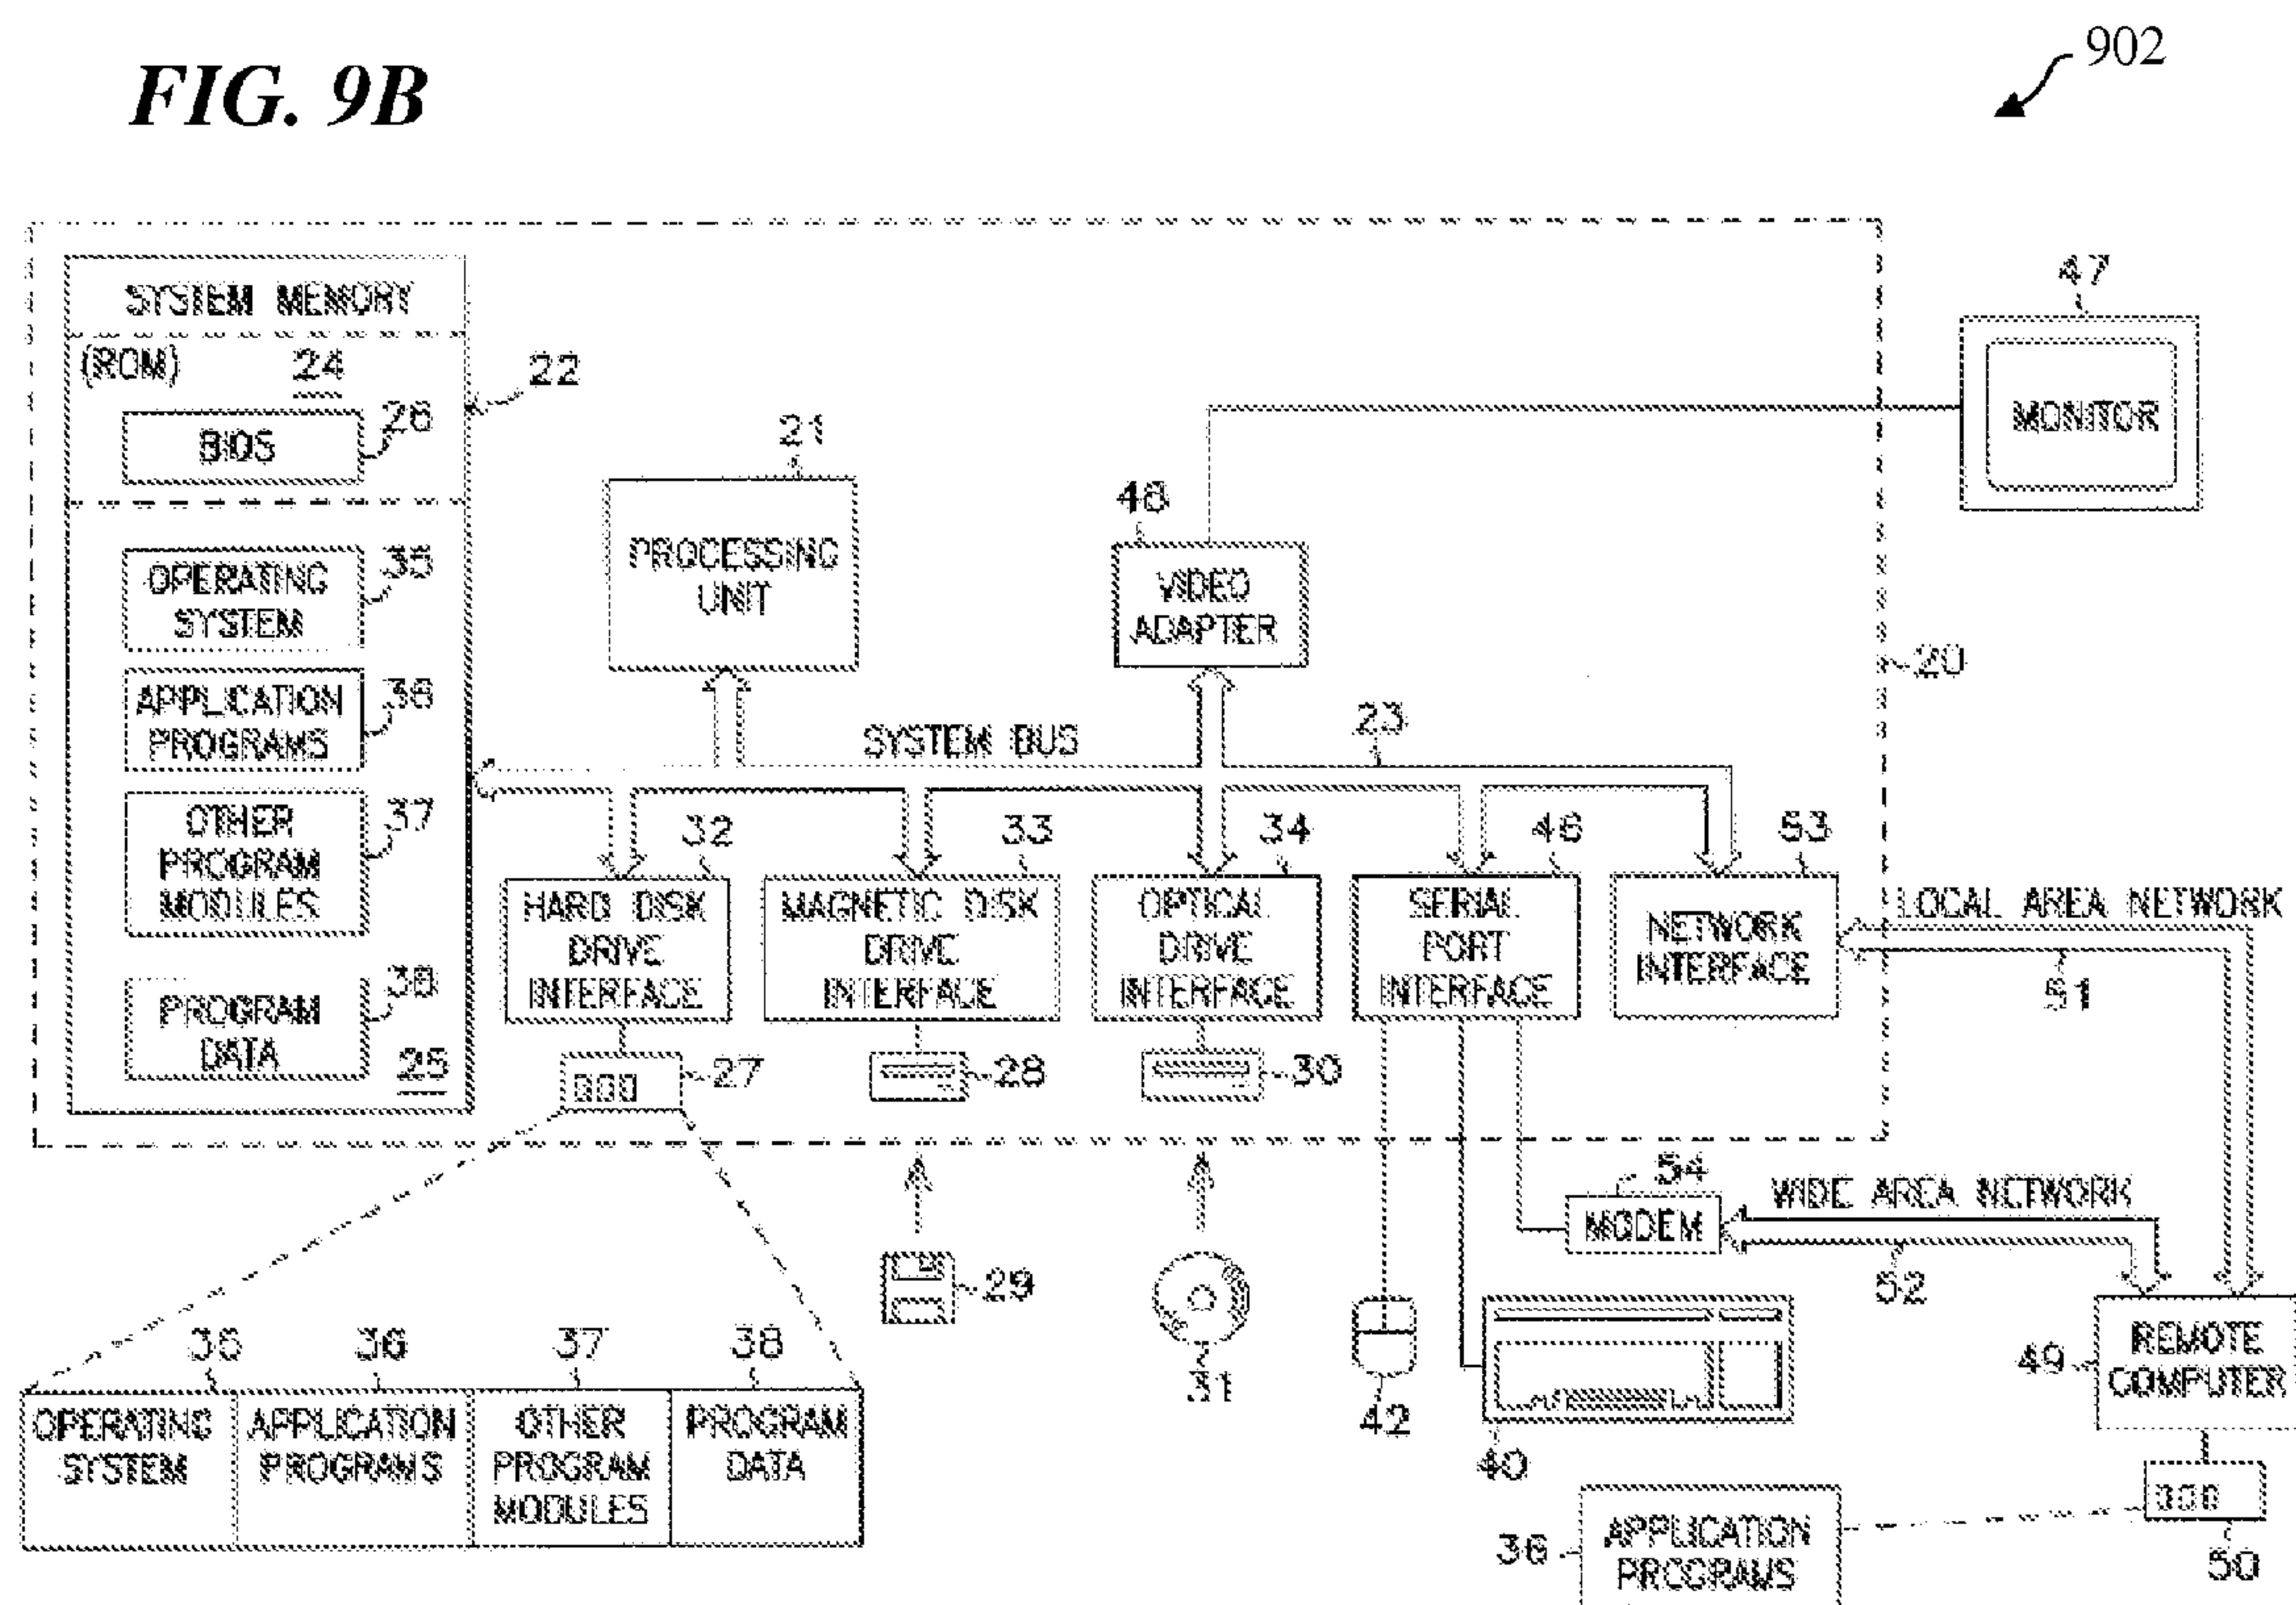 FIG. 9B
902
SYSTEM MEMORY
(ROM) 24
22
BIOS
26
OPERATING
SYSTEM
35
APPLICATION
PROGRAMS
36
OTHER
PROGRAM
MODULES
37
PROGRAM
DATA
38
25
21
PROCESSING
UNIT
48
VIDEO
ADAPTER
47
MONITOR
20
SYSTEM BUS
23
32
HARD DISK
DRIVE
INTERFACE
33
MAGNETIC DISK
DRIVE
INTERFACE
34
OPTICAL
DRIVE
INTERFACE
46
SERIAL
PORT
INTERFACE
53
NETWORK
INTERFACE
LOCAL AREA NETWORK
51
27
28
30
54
MODEM
WIDE AREA NETWORK
52
29
31
42
40
49
REMOTE
COMPUTER
50
35
OPERATING
SYSTEM
36
APPLICATION
PROGRAMS
37
OTHER
PROGRAM
MODULES
38
PROGRAM
DATA
36
APPLICATION
PROGRAMS